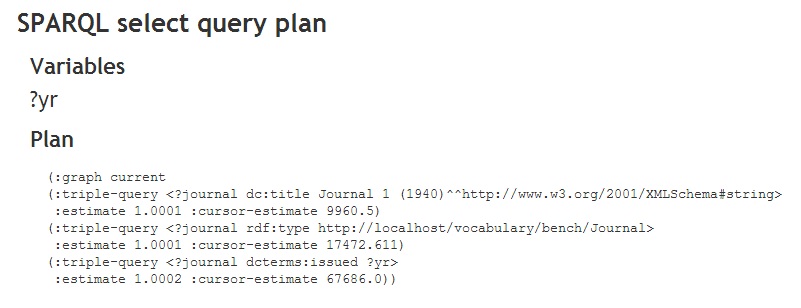 SPARQL select query plan
Variables
?yr
Plan
(:graph current
(:triple-query <?journal dc:title Journal 1 (1940)^^http://www.w3.org/2001/XMLSchema#string>
:estimate 1.0001 :cursor-estimate 9960.5)
(:triple-query <?journal rdf:type http://localhost/vocabulary/bench/Journal>
:estimate 1.0001 :cursor-estimate 17472.611)
(:triple-query <?journal dcterms:issued ?yr>
:estimate 1.0002 :cursor-estimate 67686.0))